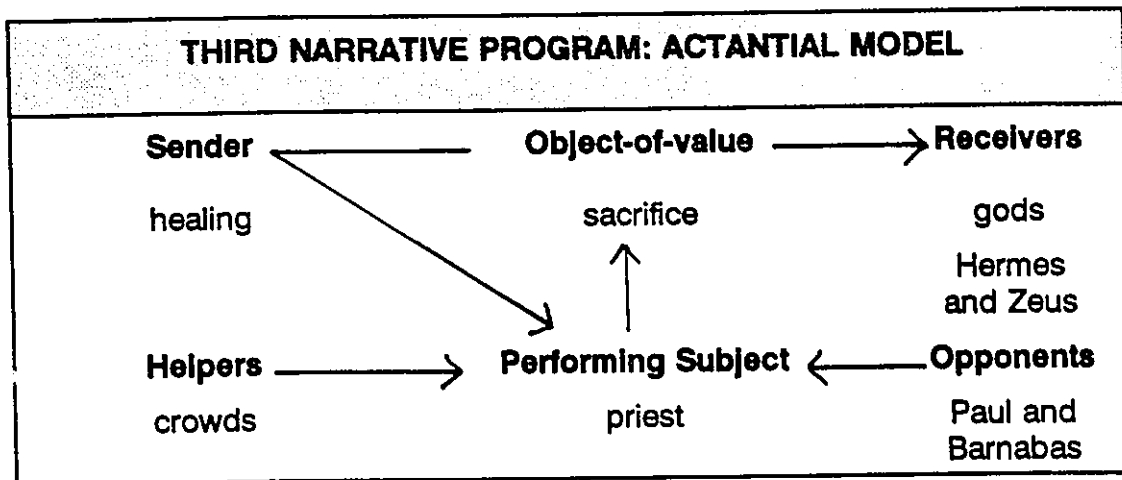 THIRD NARRATIVE PROGRAM: ACTANTIAL MODEL
Sender Object-of-value Receivers
healing sacrifice gods
Hermes
and Zeus
Helpers Performing Subject Opponents
crowds priest Paul and
Barnabas